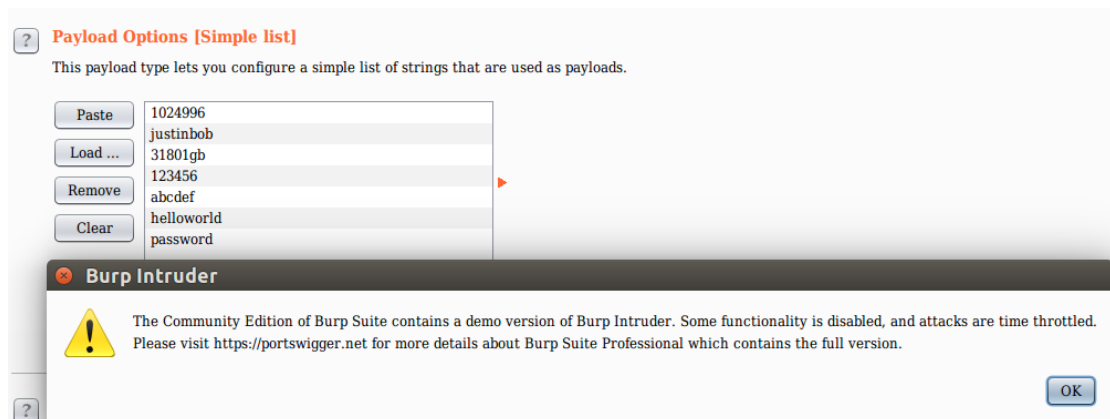 ? Payload Options [Simple list]
This payload type lets you configure a simple list of strings that are used as payloads.
Paste
Load ...
Remove
Clear
1024996
justinbob
31801gb
123456
abcdef
helloworld
password
Burp Intruder
The Community Edition of Burp Suite contains a demo version of Burp Intruder. Some functionality is disabled, and attacks are time throttled.
Please visit https://portswigger.net for more details about Burp Suite Professional which contains the full version.
OK
?